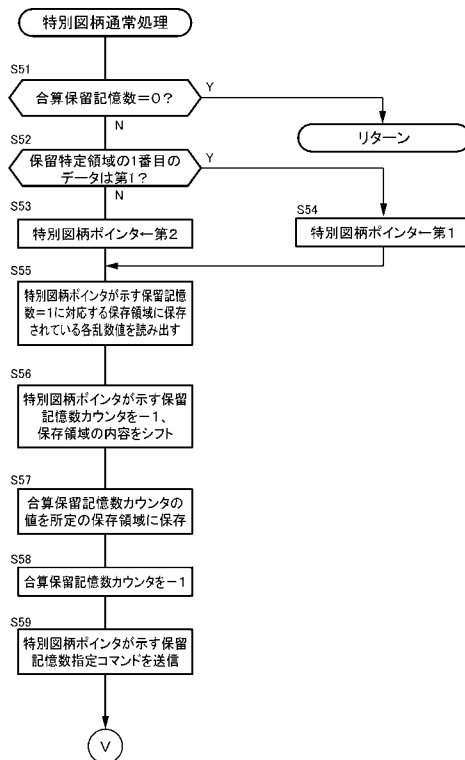 特別図柄通常処理
S51
合算保留記憶数=0?
Y
N
リターン
S52
保留特定領域の1番目の
データは第1?
Y
N
S53
特別図柄ポインタ←第2
S54
特別図柄ポインタ←第1
S55
特別図柄ポインタが示す保留記憶
数=1に対応する保存領域に保存
されている各乱数値を読み出す
S56
特別図柄ポインタが示す保留
記憶数カウンタを-1、
保存領域の内容をシフト
S57
合算保留記憶数カウンタの
値を所定の保存領域に保存
S58
合算保留記憶数カウンタを-1
S59
特別図柄ポインタが示す保留
記憶数指定コマンドを送信
V